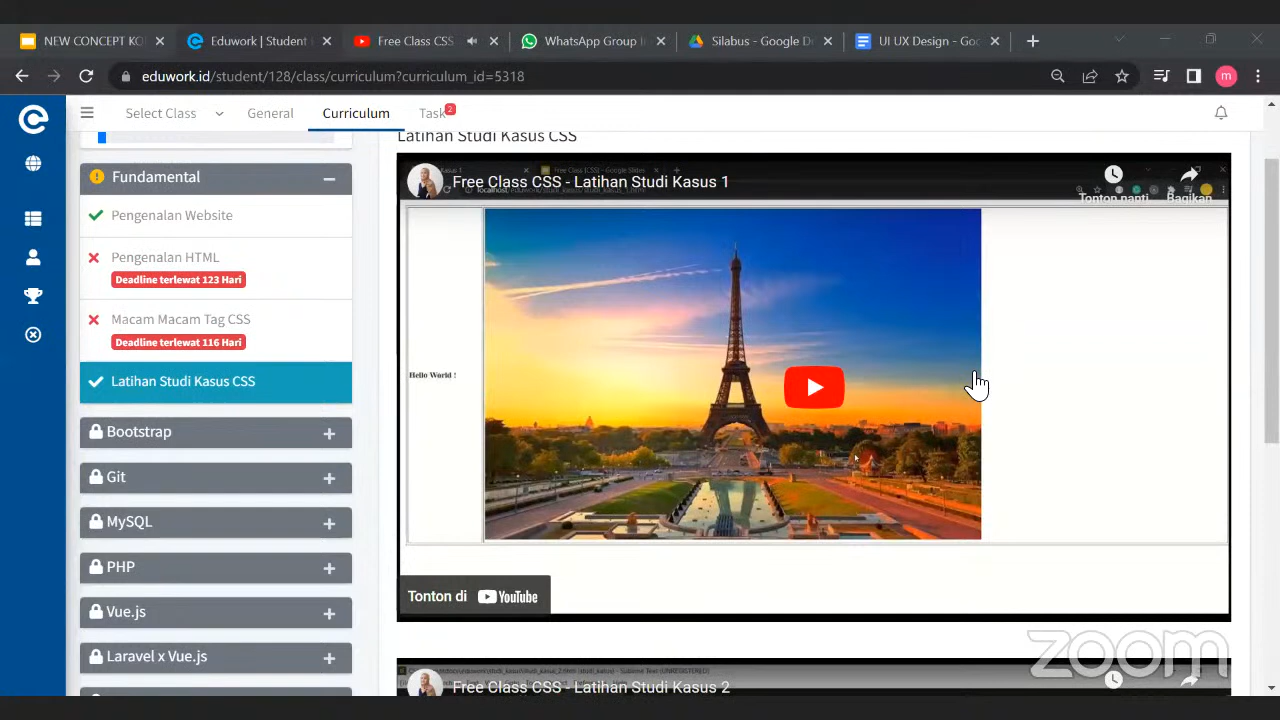 NEW CONCEPT KO
Eduwork | Student
Free Class CSS
WhatsApp Group
Silabus - Google D
UI UX Design - Goo
eduwork.id/student/128/class/curriculum?curriculum_id=5318
m
Select Class
General
Curriculum
Task
2
Latihan Studi Kasus CSS
Fundamental
Pengenalan Website
Pengenalan HTML
Deadline terlewat 123 Hari
Macam Macam Tag CSS
Deadline terlewat 116 Hari
Latihan Studi Kasus CSS
Bootstrap
Git
MySQL
PHP
Vue.js
Laravel x Vue.js
Free Class CSS - Latihan Studi Kasus 1
Tonton nanti
Bagikan
Hello World !
Tonton di YouTube
Free Class CSS - Latihan Studi Kasus 2
zoom